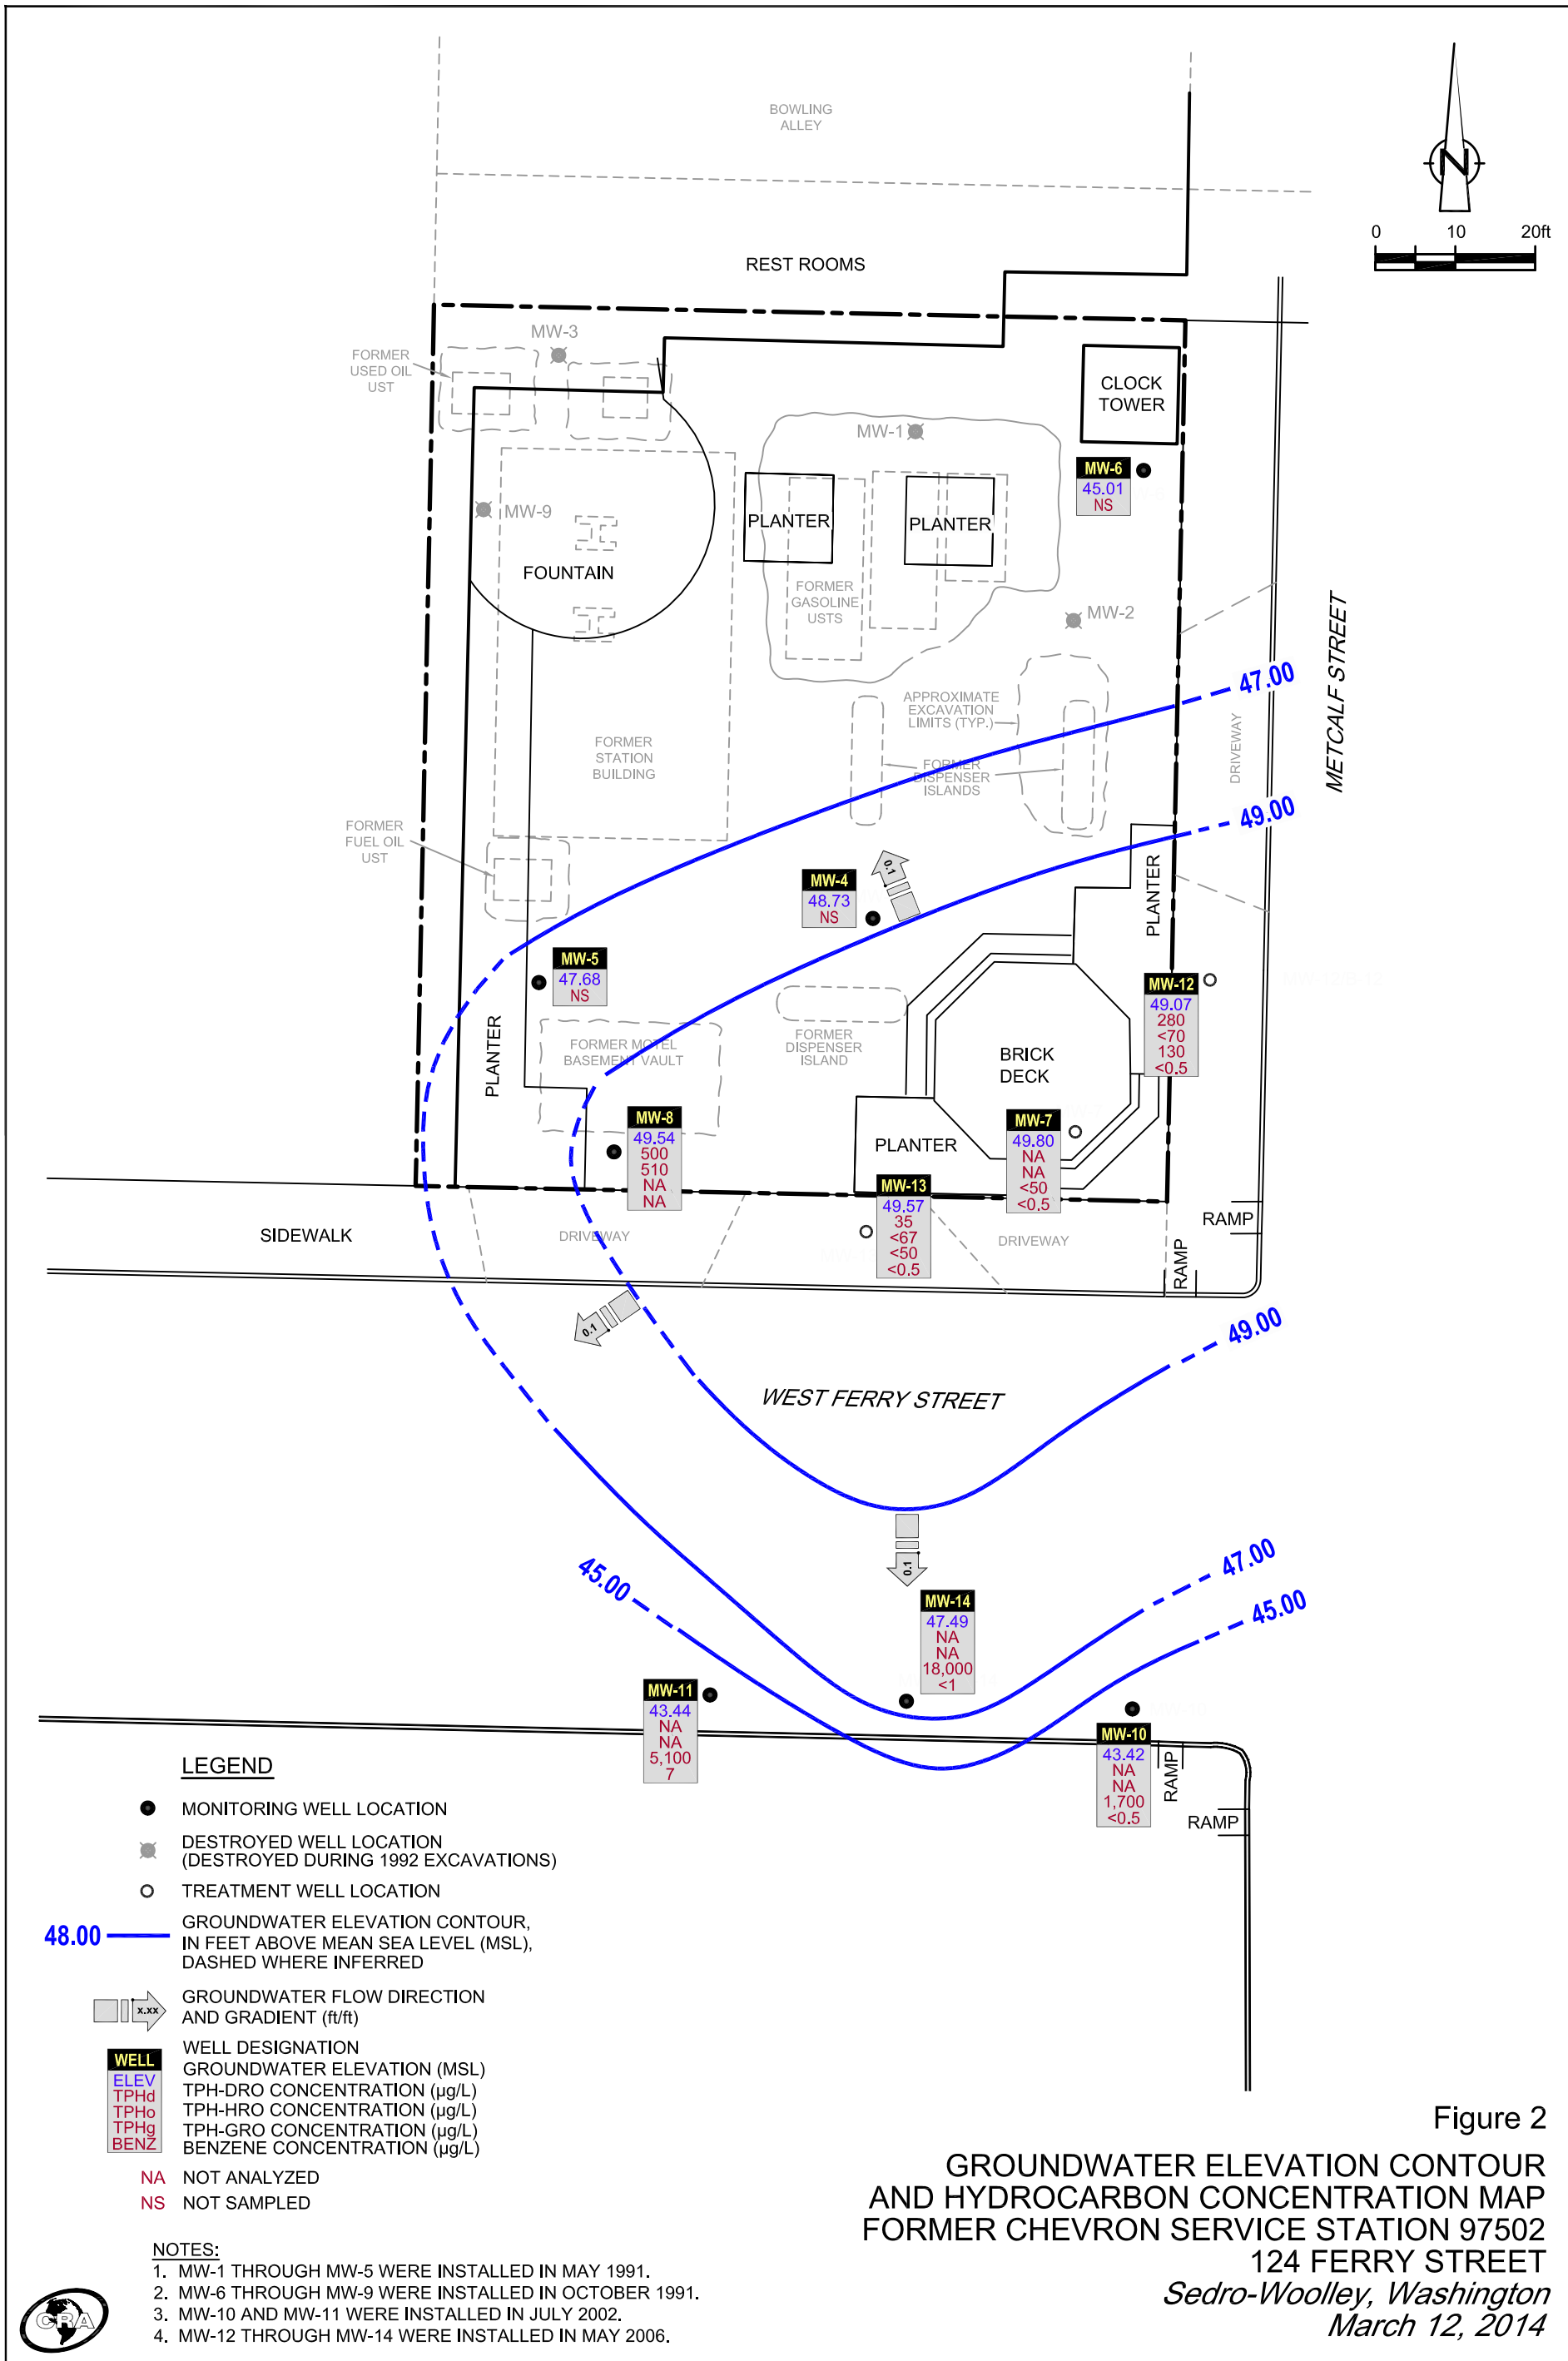 BOWLING
ALLEY
N
0 10 20ft
REST ROOMS
MW-3
FORMER
USED OIL
UST
CLOCK
TOWER
MW-1
MW-6
45.01
NS
MW-9
PLANTER
PLANTER
FOUNTAIN
FORMER
GASOLINE
USTS
MW-2
METCALF STREET
47.00
APPROXIMATE
EXCAVATION
LIMITS (TYP.)
DRIVEWAY
FORMER
STATION
BUILDING
FORMER
DISPENSER
ISLANDS
49.00
FORMER
FUEL OIL
UST
0.1
MW-4
48.73
NS
PLANTER
MW-5
47.68
NS
MW-12
49.07
280
<70
130
<0.5
FORMER MOTEL
BASEMENT VAULT
FORMER
DISPENSER
ISLAND
BRICK
DECK
PLANTER
MW-8
49.54
500
510
NA
NA
MW-7
49.80
NA
NA
<50
<0.5
PLANTER
MW-13
49.57
35
<67
<50
<0.5
SIDEWALK
DRIVEWAY
DRIVEWAY
RAMP
RAMP
0.1
49.00
WEST FERRY STREET
0.1
45.00
47.00
45.00
MW-14
47.49
NA
NA
18,000
<1
MW-11
43.44
NA
NA
5,100
7
MW-10
43.42
NA
NA
1,700
<0.5
RAMP
RAMP
LEGEND
MONITORING WELL LOCATION
DESTROYED WELL LOCATION
(DESTROYED DURING 1992 EXCAVATIONS)
TREATMENT WELL LOCATION
48.00
GROUNDWATER ELEVATION CONTOUR,
IN FEET ABOVE MEAN SEA LEVEL (MSL),
DASHED WHERE INFERRED
x.xx
GROUNDWATER FLOW DIRECTION
AND GRADIENT (ft/ft)
WELL WELL DESIGNATION
ELEV GROUNDWATER ELEVATION (MSL)
TPHd TPH-DRO CONCENTRATION (µg/L)
TPHo TPH-HRO CONCENTRATION (µg/L)
TPHg TPH-GRO CONCENTRATION (µg/L)
BENZ BENZENE CONCENTRATION (µg/L)
NA NOT ANALYZED
NS NOT SAMPLED
NOTES:
1. MW-1 THROUGH MW-5 WERE INSTALLED IN MAY 1991.
2. MW-6 THROUGH MW-9 WERE INSTALLED IN OCTOBER 1991.
3. MW-10 AND MW-11 WERE INSTALLED IN JULY 2002.
4. MW-12 THROUGH MW-14 WERE INSTALLED IN MAY 2006.
CRA
Figure 2
GROUNDWATER ELEVATION CONTOUR
AND HYDROCARBON CONCENTRATION MAP
FORMER CHEVRON SERVICE STATION 97502
124 FERRY STREET
Sedro-Woolley, Washington
March 12, 2014